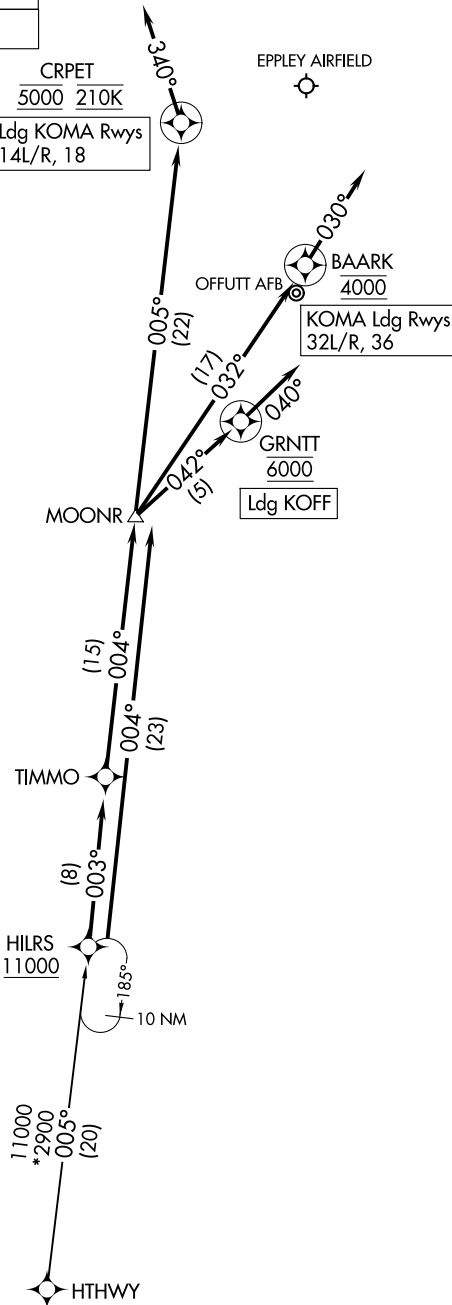 340°
CRPET
5000 210K
Ldg KOMA Rwys
14L/R, 18
EPPLEY AIRFIELD
005°
(22)
030°
BAARK
4000
OFFUTT AFB
KOMA Ldg Rwys
32L/R, 36
(17)
032°
040°
042°
(5)
GRNTT
6000
Ldg KOFF
MOONR
(15)
004°
004°
(23)
TIMMO
(8)
003°
HILRS
11000
185°
10 NM
11000
*2900
005°
(20)
HTHWY